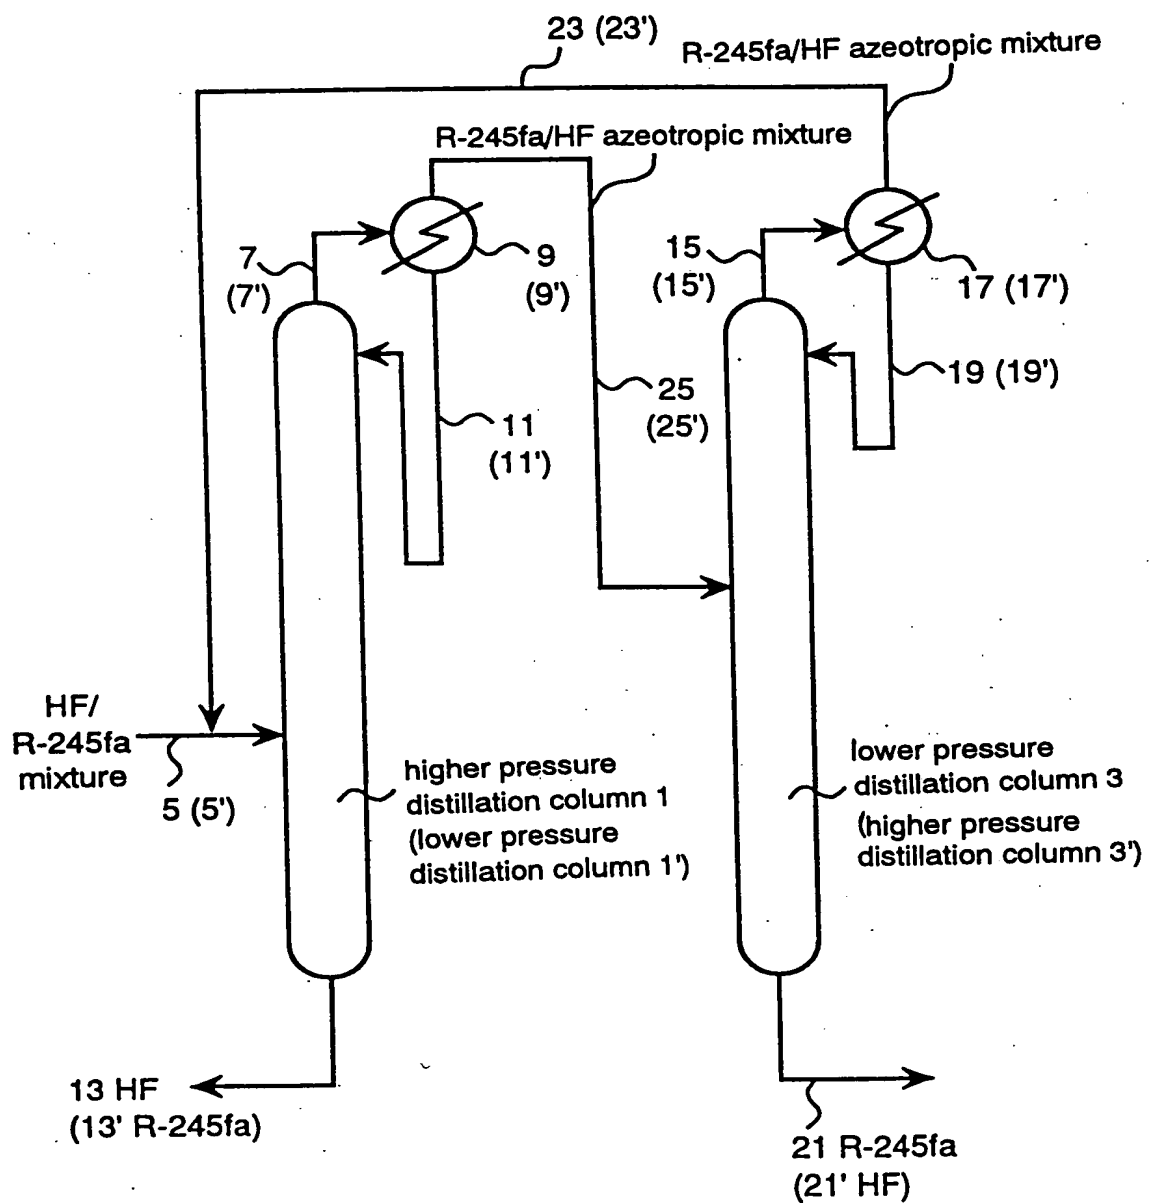 23 (23')
R-245fa/HF azeotropic mixture
R-245fa/HF azeotropic mixture
7
(7')
9
(9')
15
(15')
17 (17')
19 (19')
25
(25')
11
(11')
HF/
R-245fa
mixture
5 (5')
higher pressure
distillation column 1
(lower pressure
distillation column 1')
lower pressure
distillation column 3
(higher pressure
distillation column 3')
13 HF
(13' R-245fa)
21 R-245fa
(21' HF)